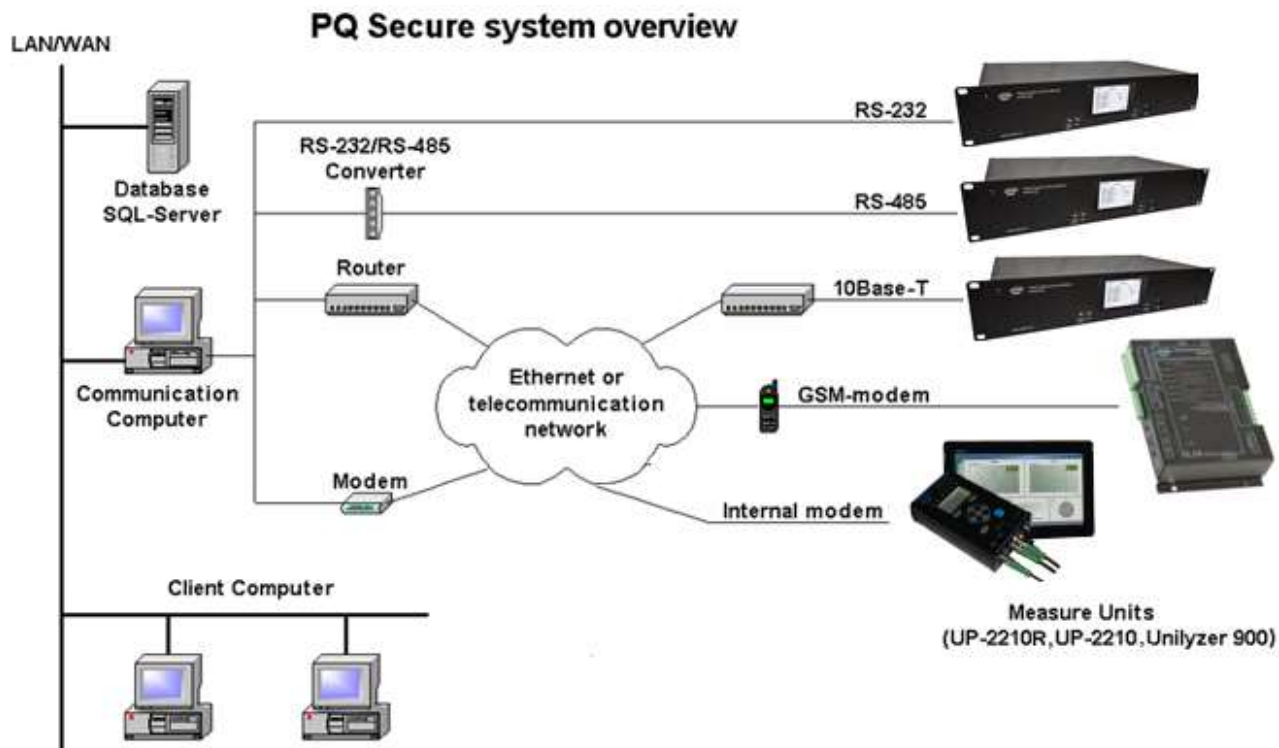 PQ Secure system overview
LAN/WAN
RS-232
RS-232/RS-485
Converter
Database
SQL-Server
RS-485
Router
10Base-T
Ethernet or
telecommunication
network
Communication
Computer
GSM-modem
Modem
Internal modem
Client Computer
Measure Units
(UP-2210R,UP-2210,Unilyzer 900)